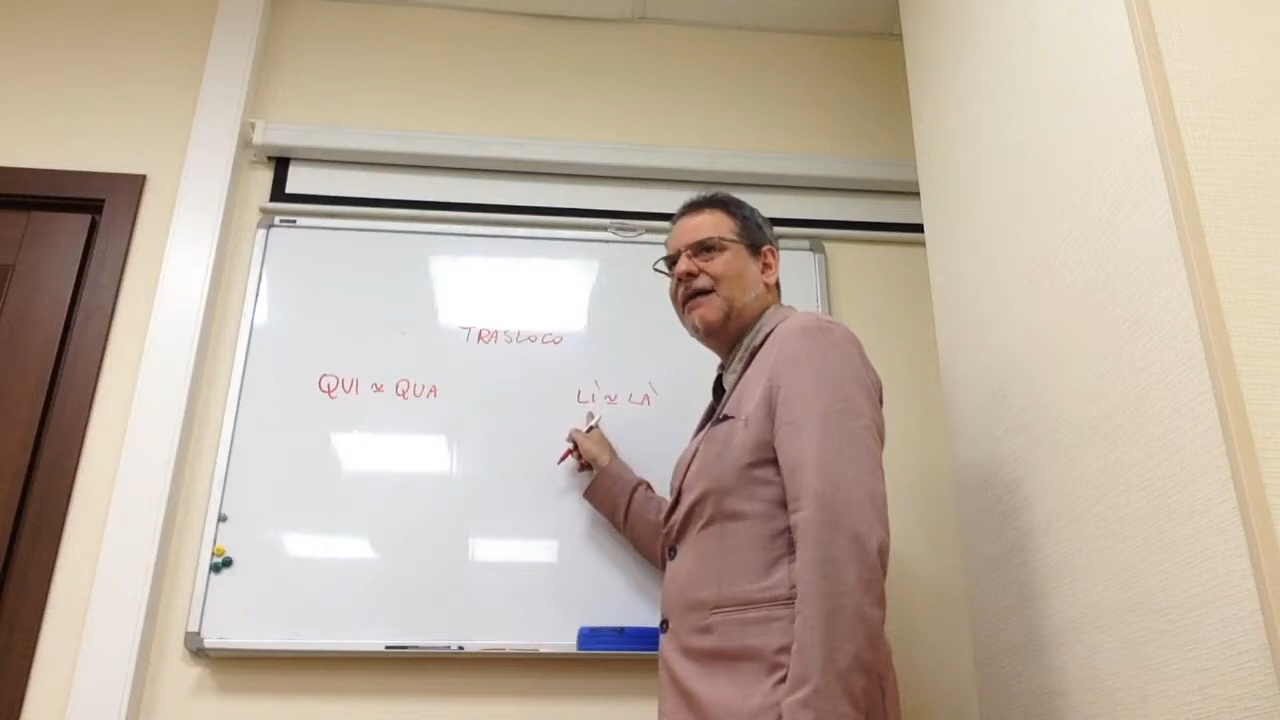 TRASLOCO
QUI ≃ QUA
LÌ ≃ LÀ